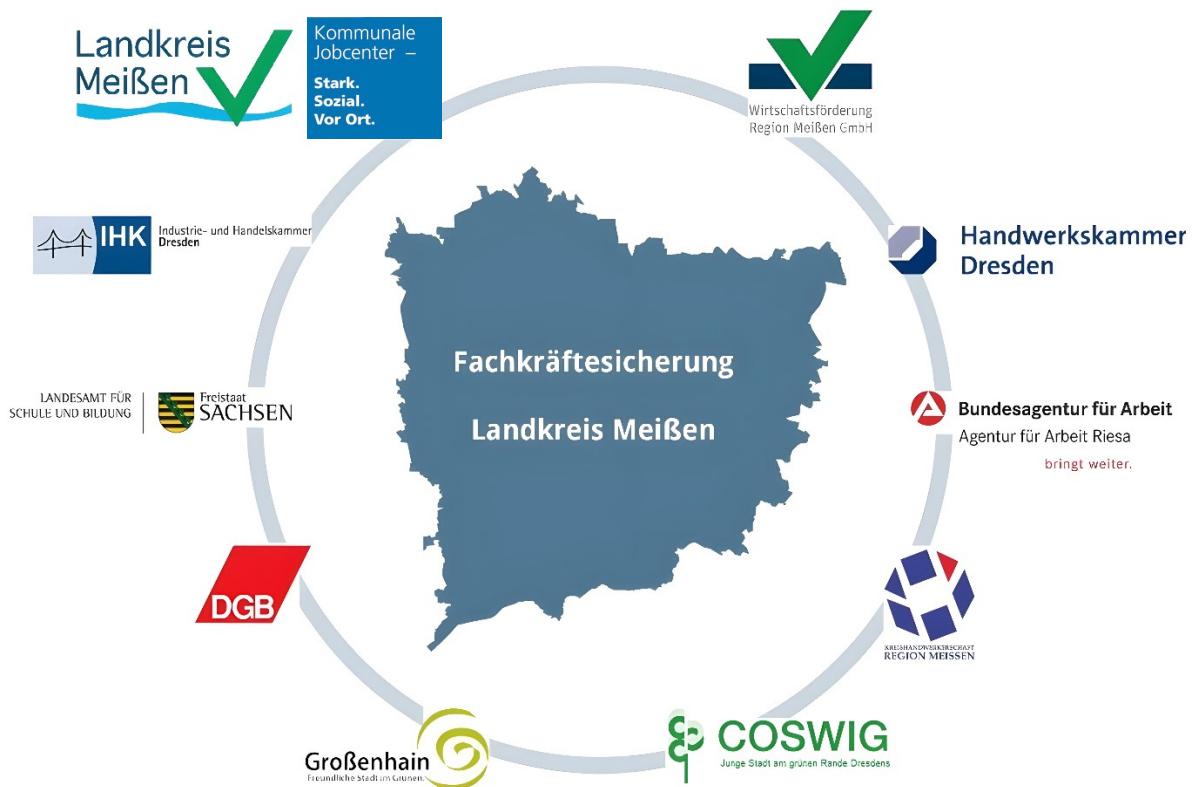 Landkreis
Meißen
Kommunale
Jobcenter –
Stark.
Sozial.
Vor Ort.
Wirtschaftsförderung
Region Meißen GmbH
IHK
Industrie- und Handelskammer
Dresden
Handwerkskammer
Dresden
Fachkräftesicherung
Landkreis Meißen
LANDESAMT FÜR
SCHULE UND BILDUNG
Freistaat
SACHSEN
Bundesagentur für Arbeit
Agentur für Arbeit Riesa
bringt weiter.
DGB
KREISHANDWERKERSCHAFT
REGION MEISSEN
Großenhain
Freundliche Stadt im Grünen.
COSWIG
Junge Stadt am grünen Rande Dresdens